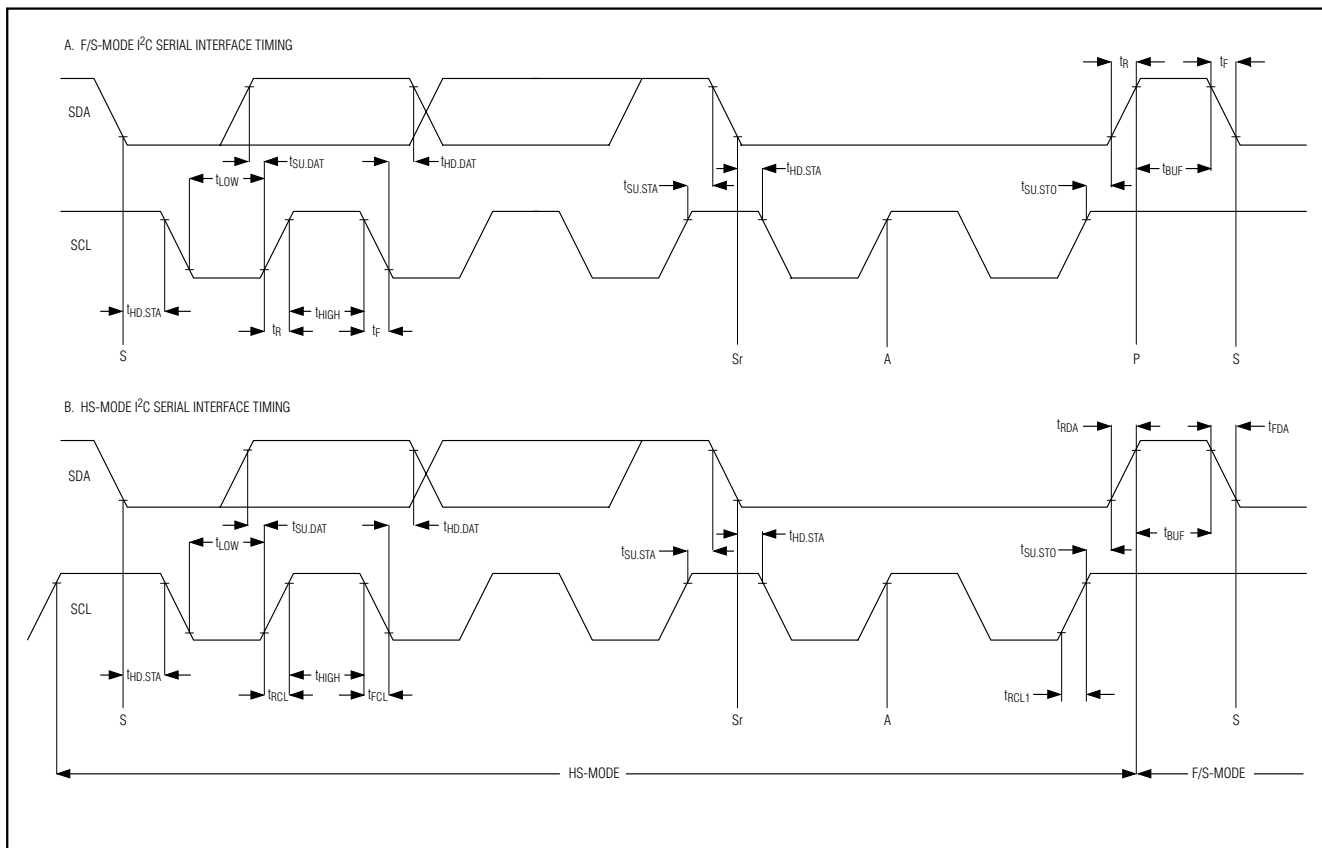 A. F/S-MODE I²C SERIAL INTERFACE TIMING
tR
tF
SDA
tSU.DAT
tHD.DAT
tLOW
tBUF
tHD.STA
tSU.STA
tSU.STO
SCL
tHD.STA
tHIGH
tR
tF
S
Sr
A
P
S
B. HS-MODE I²C SERIAL INTERFACE TIMING
tRDA
tFDA
SDA
tSU.DAT
tHD.DAT
tLOW
tBUF
tHD.STA
tSU.STA
tSU.STO
SCL
tHD.STA
tHIGH
tRCL
tFCL
tRCL1
S
Sr
A
S
HS-MODE
F/S-MODE